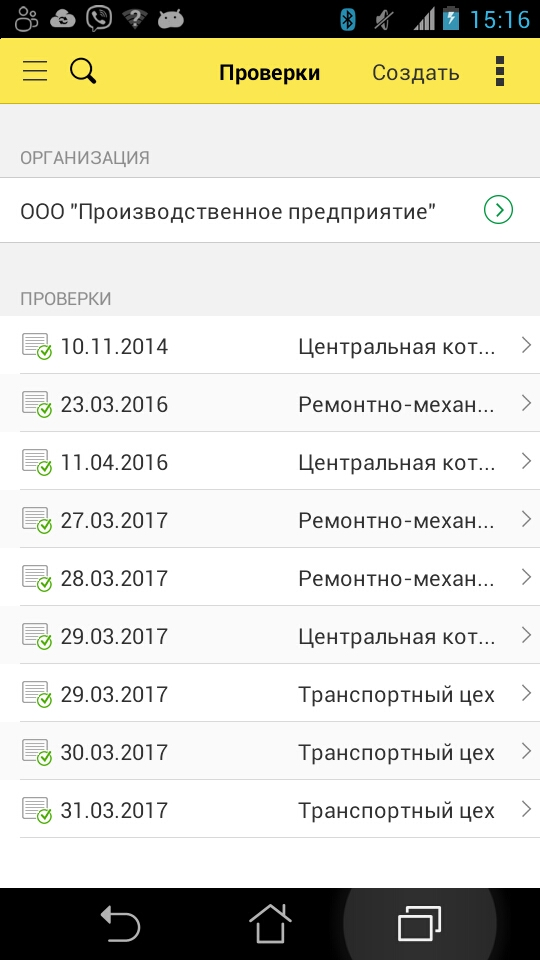 15:16
Проверки Создать
ОРГАНИЗАЦИЯ
ООО "Производственное предприятие"
ПРОВЕРКИ
10.11.2014 Центральная кот...
23.03.2016 Ремонтно-механ...
11.04.2016 Центральная кот...
27.03.2017 Ремонтно-механ...
28.03.2017 Ремонтно-механ...
29.03.2017 Центральная кот...
29.03.2017 Транспортный цех
30.03.2017 Транспортный цех
31.03.2017 Транспортный цех